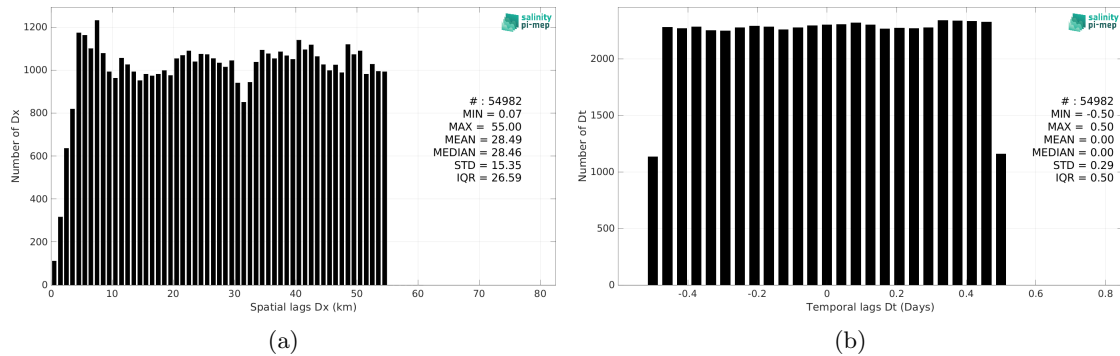 salinity
pi-mep
1200
1000
800
600
400
200
0
Number of Dx
# : 54982
MIN = 0.07
MAX = 55.00
MEAN = 28.49
MEDIAN = 28.46
STD = 15.35
IQR = 26.59
0 10 20 30 40 50 60 70 80
Spatial lags Dx (km)
(a)
salinity
pi-mep
2000
1500
1000
500
0
Number of Dt
# : 54982
MIN = -0.50
MAX = 0.50
MEAN = 0.00
MEDIAN = 0.00
STD = 0.29
IQR = 0.50
-0.4 -0.2 0 0.2 0.4 0.6 0.8
Temporal lags Dt (Days)
(b)